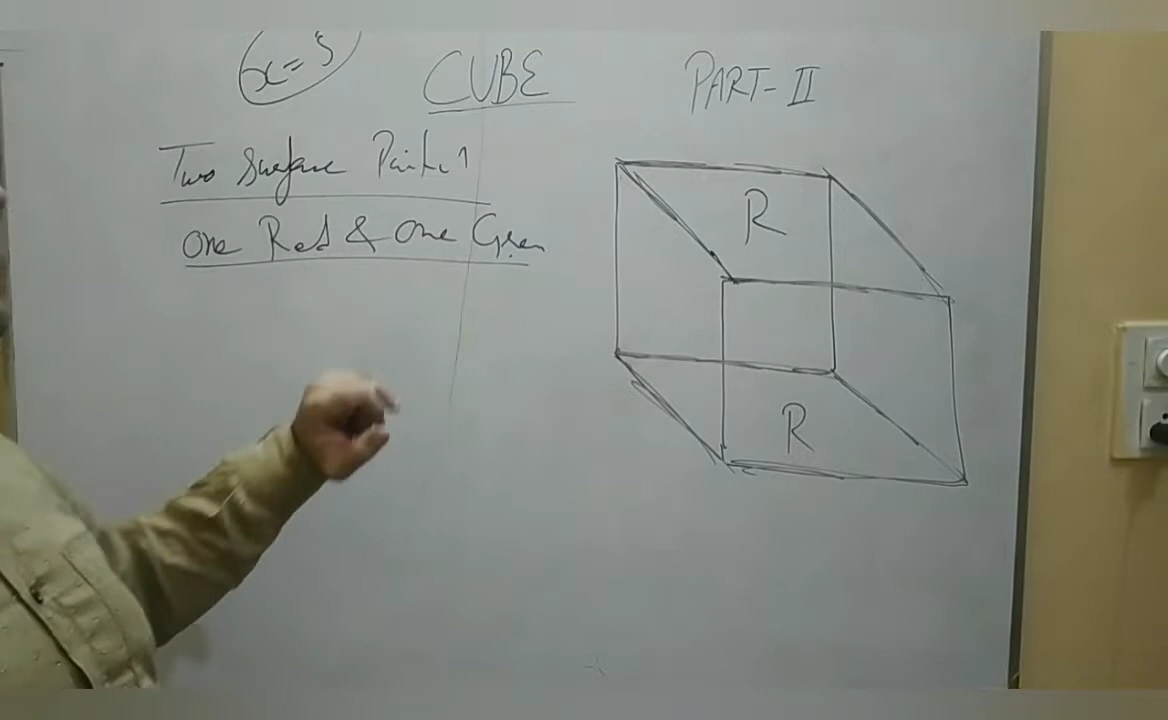 x=5
CUBE
PART-II
Two Surface Painted
One Red & One Green
R
R